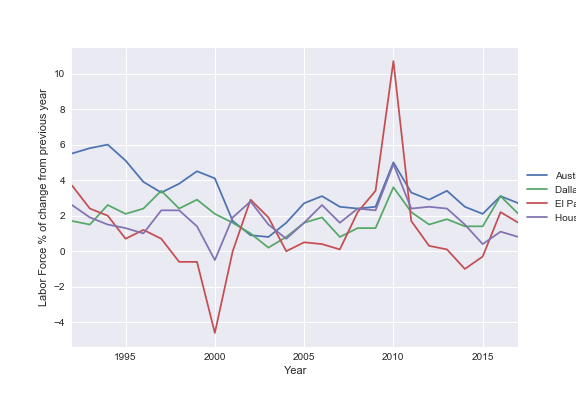 Labor Force % of change from previous year
10
8
6
4
2
0
−2
−4
1995 2000 2005 2010 2015
Year
Aust
Dalla
El Pa
Hous